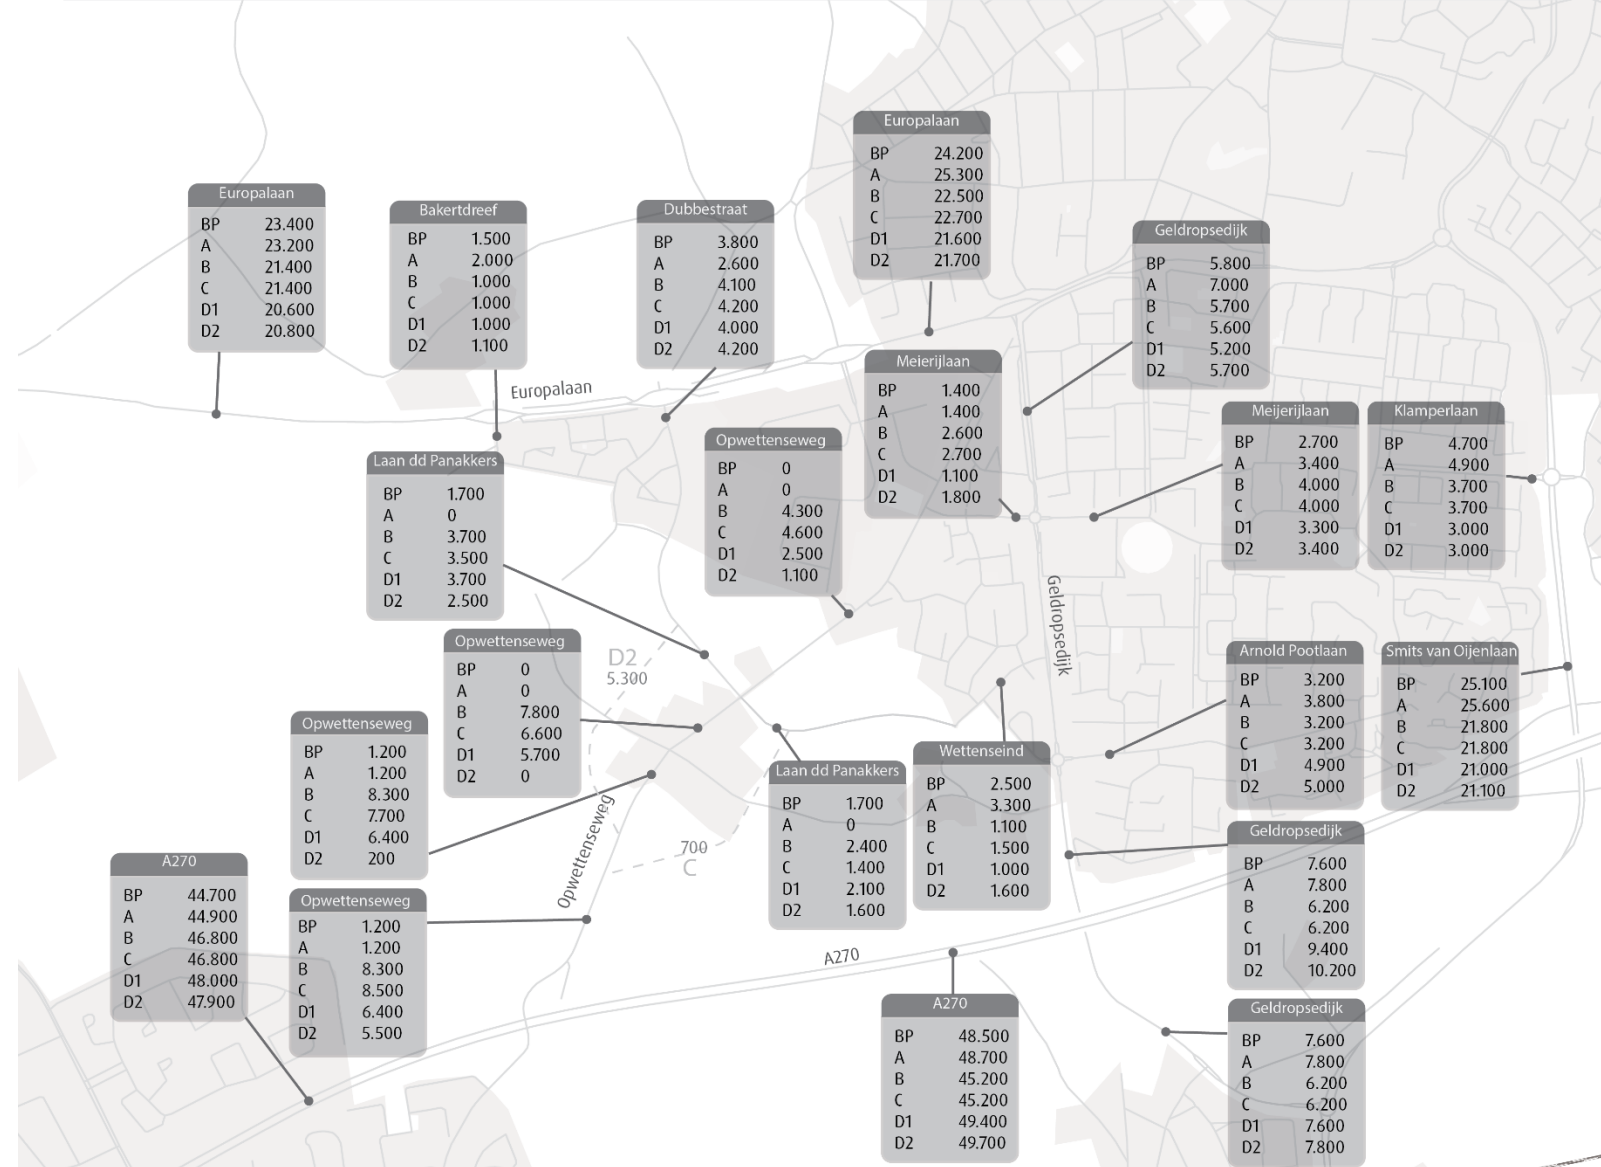 Europalaan
BP 24.200
A 25.300
B 22.500
C 22.700
D1 21.600
D2 21.700
Europalaan
BP 23.400
A 23.200
B 21.400
C 21.400
D1 20.600
D2 20.800
Bakertdreef
BP 1.500
A 2.000
B 1.000
C 1.000
D1 1.000
D2 1.100
Dubbestraat
BP 3.800
A 2.600
B 4.100
C 4.200
D1 4.000
D2 4.200
Geldropsedijk
BP 5.800
A 7.000
B 5.700
C 5.600
D1 5.200
D2 5.700
Europalaan
Meierijlaan
BP 1.400
A 1.400
B 2.600
C 2.700
D1 1.100
D2 1.800
Meijerijlaan
BP 2.700
A 3.400
B 4.000
C 4.000
D1 3.300
D2 3.400
Klamperlaan
BP 4.700
A 4.900
B 3.700
C 3.700
D1 3.000
D2 3.000
Laan dd Panakkers
BP 1.700
A 0
B 3.700
C 3.500
D1 3.700
D2 2.500
Opwettenseweg
BP 0
A 0
B 4.300
C 4.600
D1 2.500
D2 1.100
Geldropsedijk
Opwettenseweg
BP 0
A 0
B 7.800
C 6.600
D1 5.700
D2 0
D2
5.300
Arnold Pootlaan
BP 3.200
A 3.800
B 3.200
C 3.200
D1 4.900
D2 5.000
Smits van Oijenlaan
BP 25.100
A 25.600
B 21.800
C 21.800
D1 21.000
D2 21.100
Opwettenseweg
BP 1.200
A 1.200
B 8.300
C 7.700
D1 6.400
D2 200
Opwettenseweg
700
C
Laan dd Panakkers
BP 1.700
A 0
B 2.400
C 1.400
D1 2.100
D2 1.600
Wettenseind
BP 2.500
A 3.300
B 1.100
C 1.500
D1 1.000
D2 1.600
Geldropsedijk
BP 7.600
A 7.800
B 6.200
C 6.200
D1 9.400
D2 10.200
A270
BP 44.700
A 44.900
B 46.800
C 46.800
D1 48.000
D2 47.900
Opwettenseweg
BP 1.200
A 1.200
B 8.300
C 8.500
D1 6.400
D2 5.500
A270
A270
BP 48.500
A 48.700
B 45.200
C 45.200
D1 49.400
D2 49.700
Geldropsedijk
BP 7.600
A 7.800
B 6.200
C 6.200
D1 7.600
D2 7.800